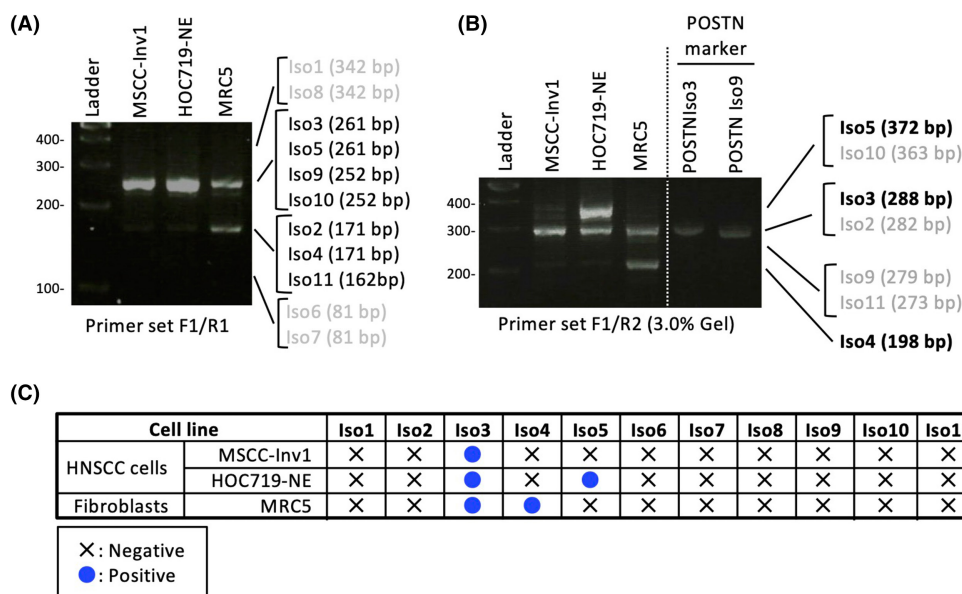 (A)
Ladder
MSCC-Inv1
HOC719-NE
MRC5
400-
300-
200-
100-
Iso1 (342 bp)
Iso8 (342 bp)
Iso3 (261 bp)
Iso5 (261 bp)
Iso9 (252 bp)
Iso10 (252 bp)
Iso2 (171 bp)
Iso4 (171 bp)
Iso11 (162bp)
Iso6 (81 bp)
Iso7 (81 bp)
Primer set F1/R1
(B)
POSTN
marker
Ladder
MSCC-Inv1
HOC719-NE
MRC5
POSTNIso3
POSTN Iso9
400-
300-
200-
Iso5 (372 bp)
Iso10 (363 bp)
Iso3 (288 bp)
Iso2 (282 bp)
Iso9 (279 bp)
Iso11 (273 bp)
Iso4 (198 bp)
Primer set F1/R2 (3.0% Gel)
(C)
Cell line Iso1 Iso2 Iso3 Iso4 Iso5 Iso6 Iso7 Iso8 Iso9 Iso10 Iso1
HNSCC cells MSCC-Inv1
HOC719-NE
Fibroblasts MRC5
: Negative
: Positive